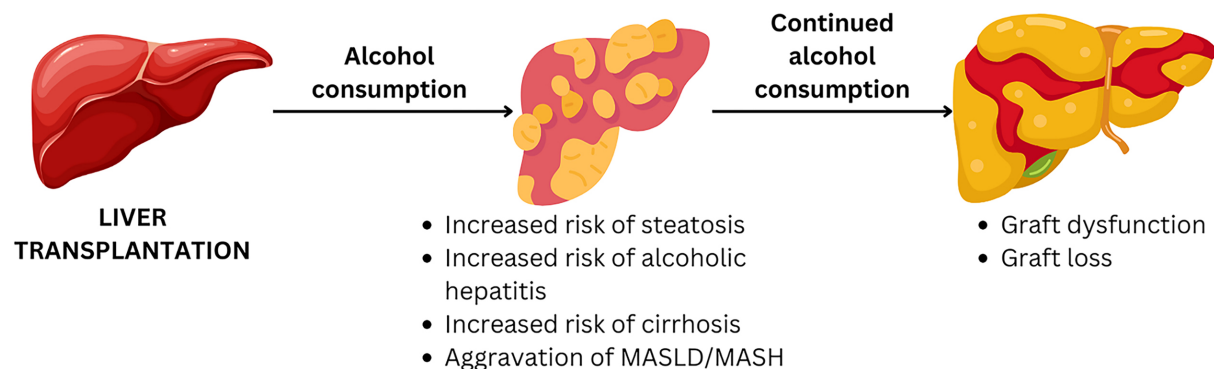 LIVER
TRANSPLANTATION
Alcohol
consumption
• Increased risk of steatosis
• Increased risk of alcoholic
hepatitis
• Increased risk of cirrhosis
• Aggravation of MASLD/MASH
Continued
alcohol
consumption
• Graft dysfunction
• Graft loss